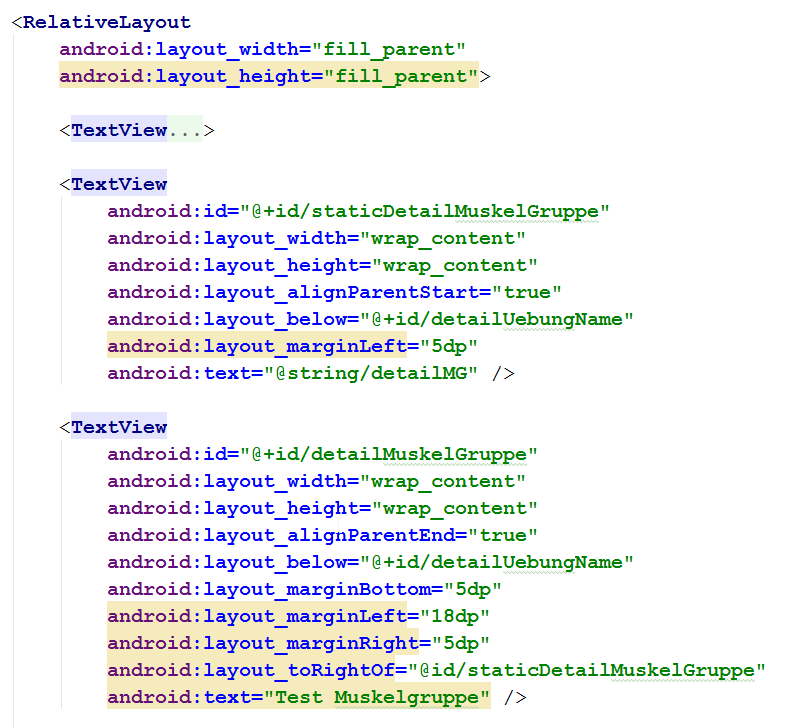 <RelativeLayout
android:layout_width="fill_parent"
android:layout_height="fill_parent">
<TextView...>
<TextView
android:id="@+id/staticDetailMuskelGruppe"
android:layout_width="wrap_content"
android:layout_height="wrap_content"
android:layout_alignParentStart="true"
android:layout_below="@+id/detailUebungName"
android:layout_marginLeft="5dp"
android:text="@string/detailMG" />
<TextView
android:id="@+id/detailMuskelGruppe"
android:layout_width="wrap_content"
android:layout_height="wrap_content"
android:layout_alignParentEnd="true"
android:layout_below="@+id/detailUebungName"
android:layout_marginBottom="5dp"
android:layout_marginLeft="18dp"
android:layout_marginRight="5dp"
android:layout_toRightOf="@id/staticDetailMuskelGruppe"
android:text="Test Muskelgruppe" />